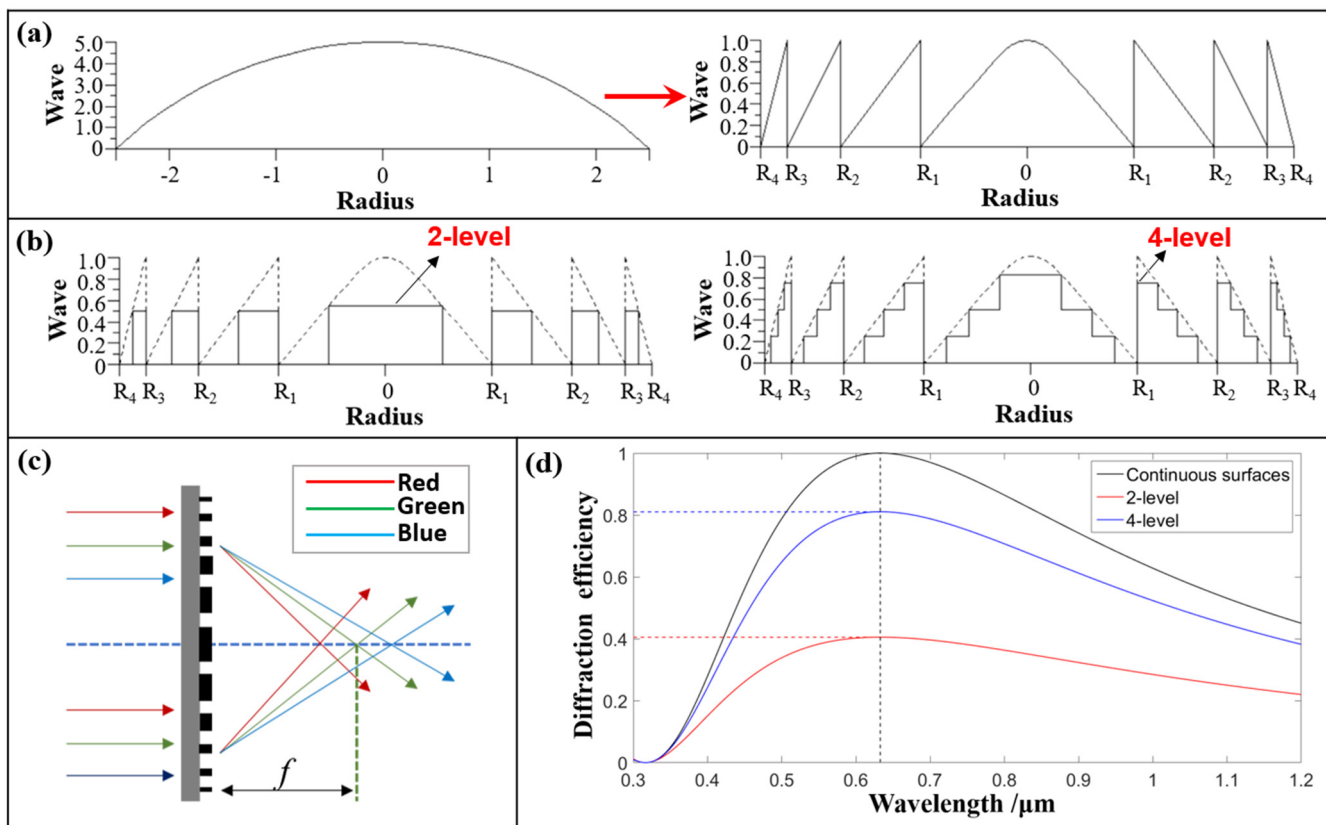 (a)
5.0
4.0
3.0
2.0
1.0
0
Wave
-2
-1
0
1
2
Radius
1.0
0.8
0.6
0.4
0.2
0
Wave
R₄ R₃ R₂ R₁ 0 R₁ R₂ R₃ R₄
Radius
(b)
2-level
1.0
0.8
0.6
0.4
0.2
0
Wave
R₄ R₃ R₂ R₁ 0 R₁ R₂ R₃ R₄
Radius
4-level
1.0
0.8
0.6
0.4
0.2
0
Wave
R₄ R₃ R₂ R₁ 0 R₁ R₂ R₃ R₄
Radius
(c)
Red
Green
Blue
f
(d)
1
0.8
0.6
0.4
0.2
0
Diffraction efficiency
Continuous surfaces
2-level
4-level
0.3 0.4 0.5 0.6 0.7 0.8 0.9 1 1.1 1.2
Wavelength /μm